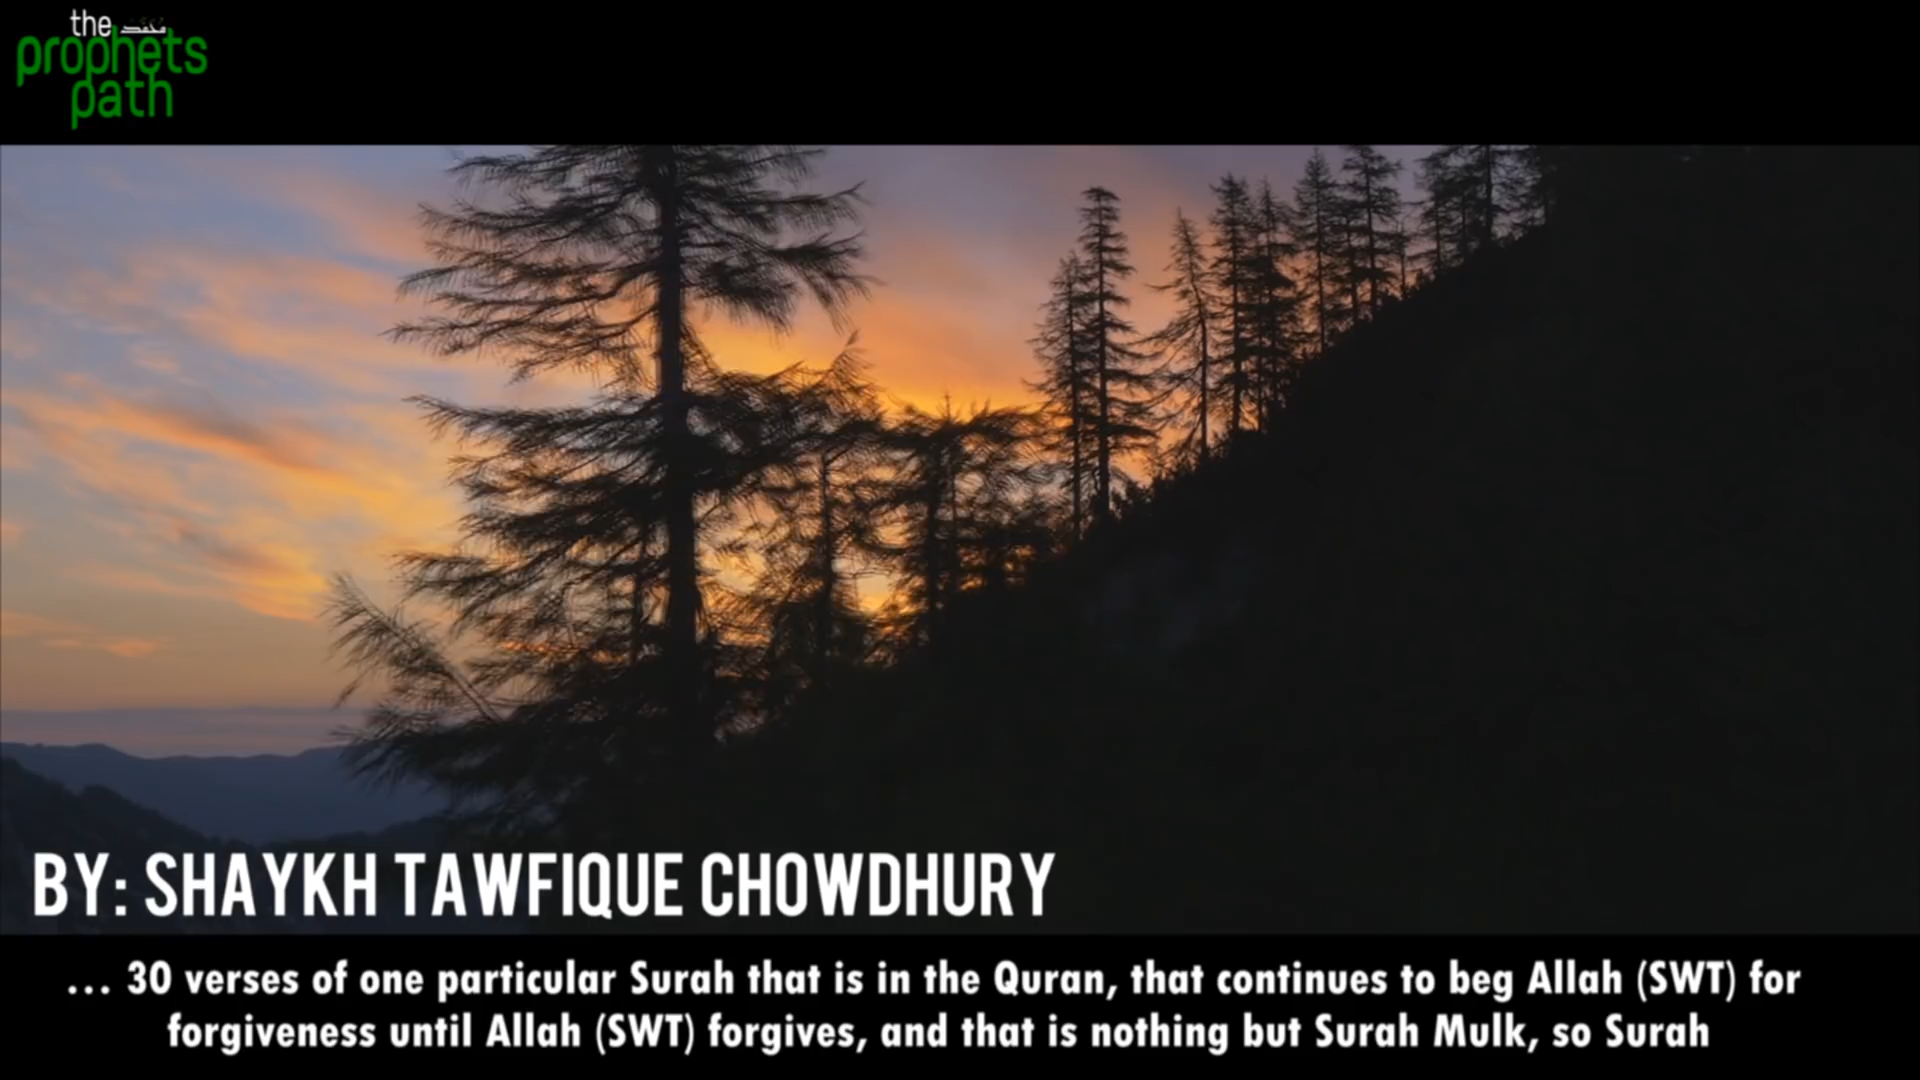 the محمد
prophets
path
BY: SHAYKH TAWFIQUE CHOWDHURY
... 30 verses of one particular Surah that is in the Quran, that continues to beg Allah (SWT) for
forgiveness until Allah (SWT) forgives, and that is nothing but Surah Mulk, so Surah